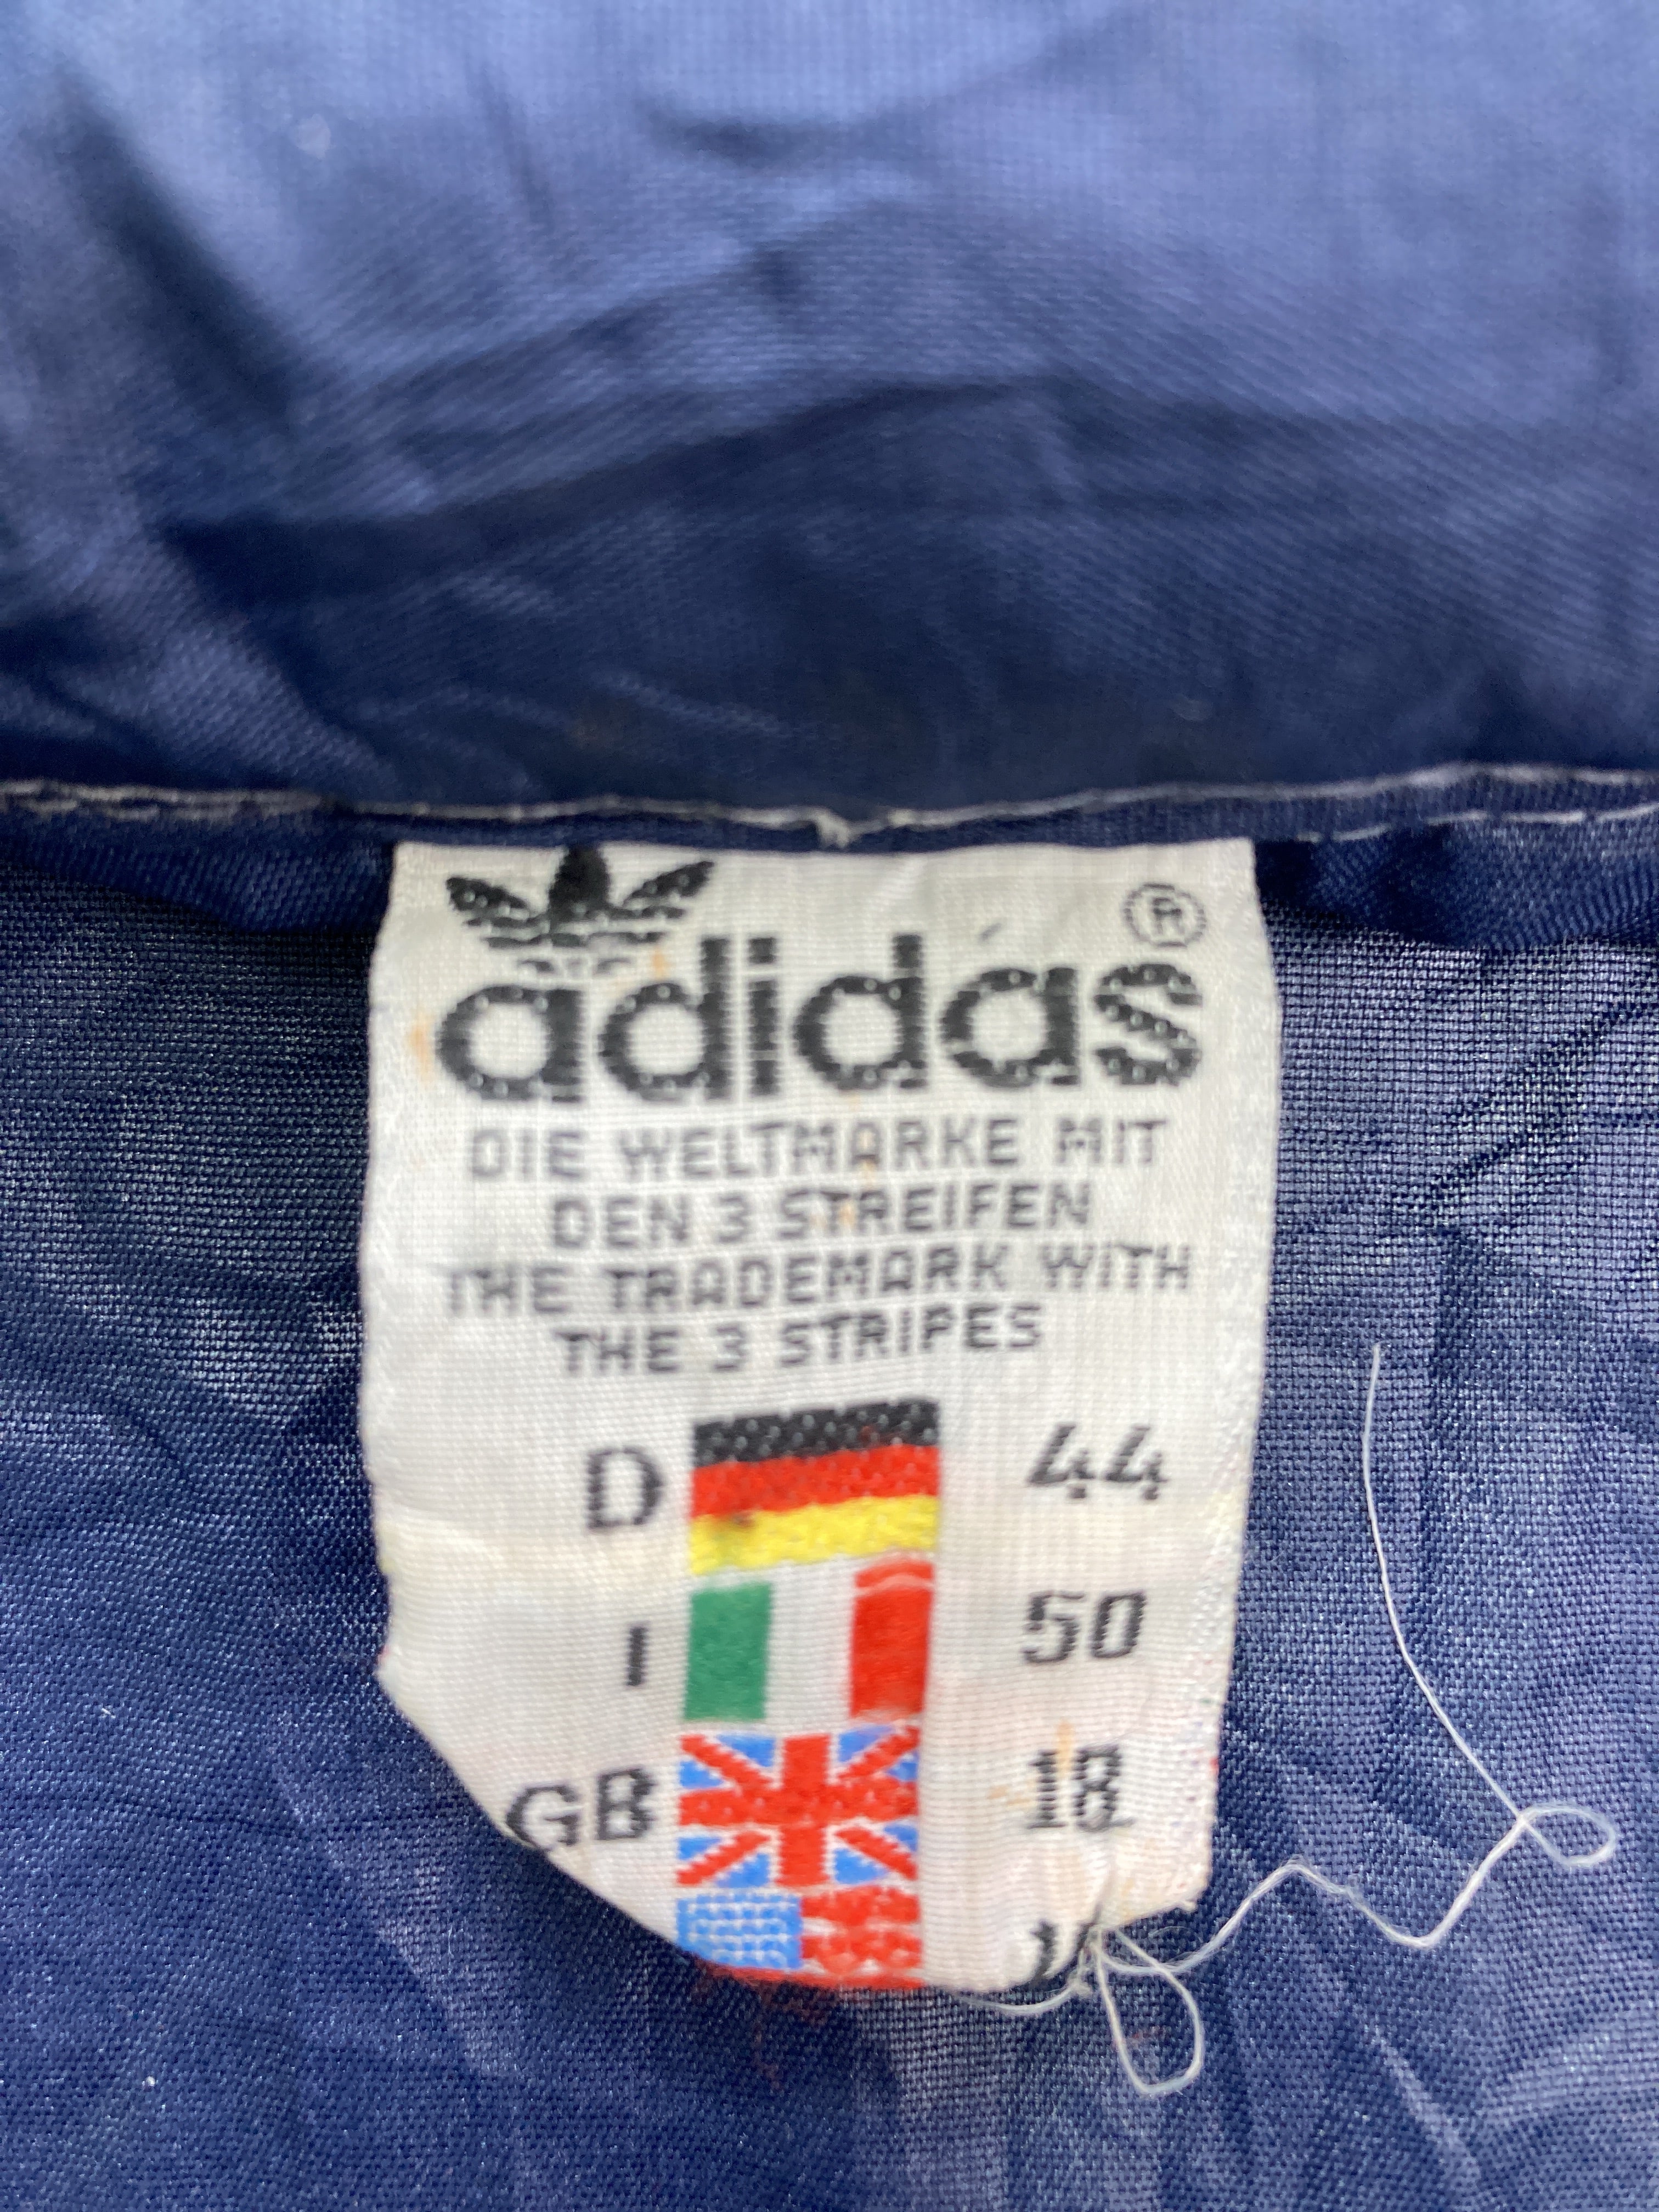 adidas ®
DIE WELTMARKE MIT
DEN 3 STREIFEN
THE TRADEMARK WITH
THE 3 STRIPES
D 44
I 50
GB 18